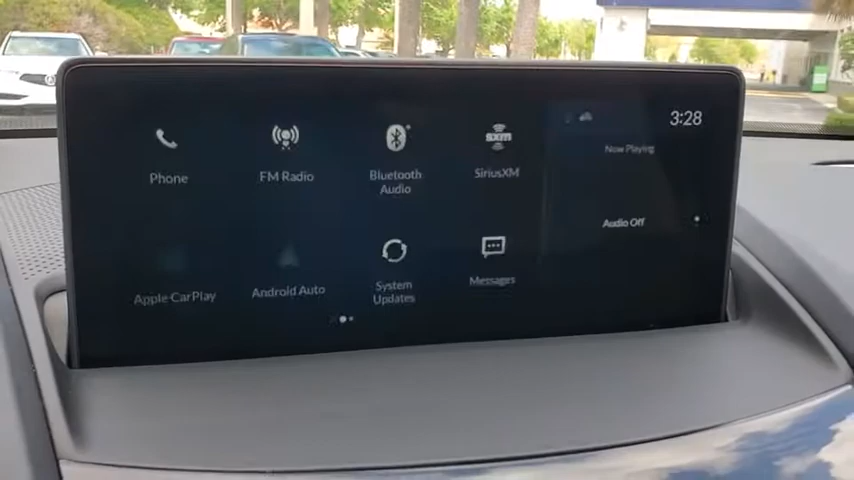 3:28
sxm
Phone
FM Radio
Bluetooth
Audio
SiriusXM
Now Playing
Audio Off
Apple CarPlay
Android Auto
System
Updates
Messages